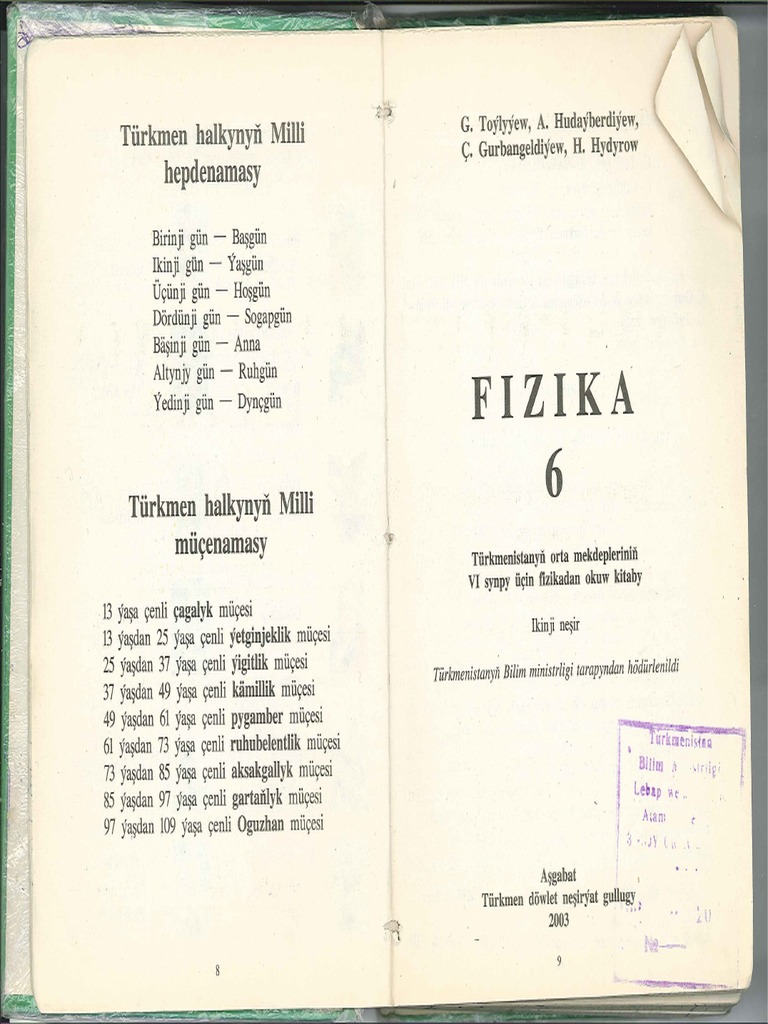 Türkmen halkynyň Milli
hepdenamasy
Birinji gün — Başgün
Ikinji gün — Ýaşgün
Üçünji gün — Hoşgün
Dördünji gün — Sogapgün
Bäşinji gün — Anna
Altynjy gün — Ruhgün
Ýedinji gün — Dynçgün
Türkmen halkynyň Milli
müçenamasy
13 ýaşa çenli çagalyk müçesi
13 ýaşdan 25 ýaşa çenli ýetginjeklik müçesi
25 ýaşdan 37 ýaşa çenli ýigitlik müçesi
37 ýaşdan 49 ýaşa çenli kämillik müçesi
49 ýaşdan 61 ýaşa çenli pygamber müçesi
61 ýaşdan 73 ýaşa çenli ruhubelentlik müçesi
73 ýaşdan 85 ýaşa çenli aksakgallyk müçesi
85 ýaşdan 97 ýaşa çenli gartaňlyk müçesi
97 ýaşdan 109 ýaşa çenli Oguzhan müçesi
8
G. Toýlyýew, A. Hudaýberdiýew,
Ç. Gurbangeldiýew, H. Hydyrow
FIZIKA
6
Türkmenistanyň orta mekdepleriniň
VI synpy üçin fizikadan okuw kitaby
Ikinji neşir
Türkmenistanyň Bilim ministrligi tarapyndan hödürlenildi
Bilim
Lebap we
Aşgabat
Türkmen döwlet neşirýat gullugy
2003
20
№
9